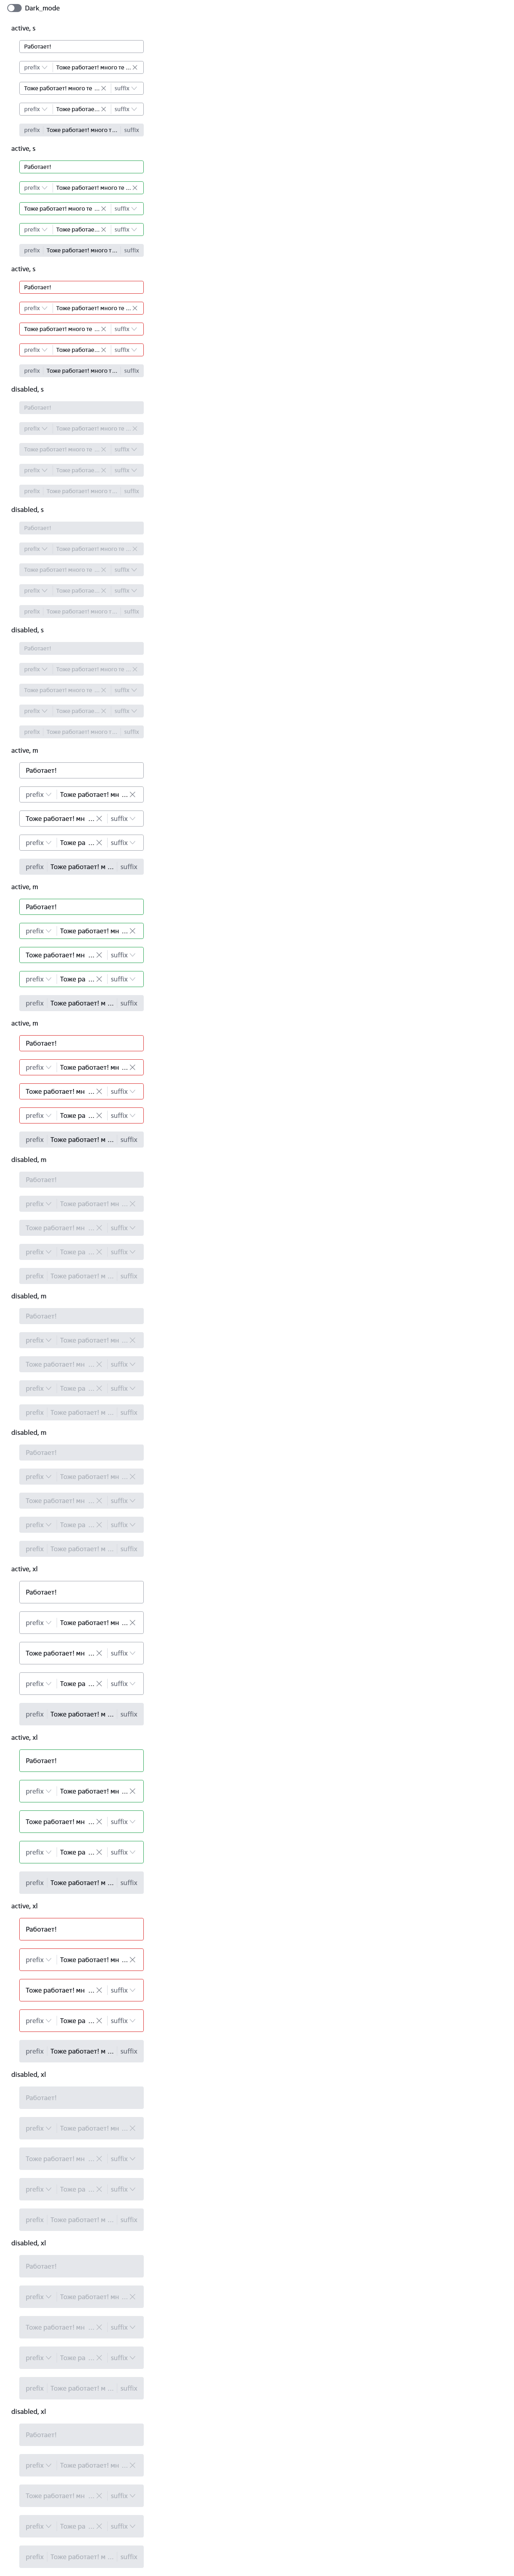 Dark_mode
active, s
Работает!
prefix Тоже работает! много те ...
Тоже работает! много те ... suffix
prefix Тоже работае... suffix
prefix Тоже работает! много т... suffix
active, s
Работает!
prefix Тоже работает! много те ...
Тоже работает! много те ... suffix
prefix Тоже работае... suffix
prefix Тоже работает! много т... suffix
active, s
Работает!
prefix Тоже работает! много те ...
Тоже работает! много те ... suffix
prefix Тоже работае... suffix
prefix Тоже работает! много т... suffix
disabled, s
Работает!
prefix Тоже работает! много те ...
Тоже работает! много те ... suffix
prefix Тоже работае... suffix
prefix Тоже работает! много т... suffix
disabled, s
Работает!
prefix Тоже работает! много те ...
Тоже работает! много те ... suffix
prefix Тоже работае... suffix
prefix Тоже работает! много т... suffix
disabled, s
Работает!
prefix Тоже работает! много те ...
Тоже работает! много те ... suffix
prefix Тоже работае... suffix
prefix Тоже работает! много т... suffix
active, m
Работает!
prefix Тоже работает! мн ...
Тоже работает! мн ... suffix
prefix Тоже ра ... suffix
prefix Тоже работает! м ... suffix
active, m
Работает!
prefix Тоже работает! мн ...
Тоже работает! мн ... suffix
prefix Тоже ра ... suffix
prefix Тоже работает! м ... suffix
active, m
Работает!
prefix Тоже работает! мн ...
Тоже работает! мн ... suffix
prefix Тоже ра ... suffix
prefix Тоже работает! м ... suffix
disabled, m
Работает!
prefix Тоже работает! мн ...
Тоже работает! мн ... suffix
prefix Тоже ра ... suffix
prefix Тоже работает! м ... suffix
disabled, m
Работает!
prefix Тоже работает! мн ...
Тоже работает! мн ... suffix
prefix Тоже ра ... suffix
prefix Тоже работает! м ... suffix
disabled, m
Работает!
prefix Тоже работает! мн ...
Тоже работает! мн ... suffix
prefix Тоже ра ... suffix
prefix Тоже работает! м ... suffix
active, xl
Работает!
prefix Тоже работает! мн ...
Тоже работает! мн ... suffix
prefix Тоже ра ... suffix
prefix Тоже работает! м ... suffix
active, xl
Работает!
prefix Тоже работает! мн ...
Тоже работает! мн ... suffix
prefix Тоже ра ... suffix
prefix Тоже работает! м ... suffix
active, xl
Работает!
prefix Тоже работает! мн ...
Тоже работает! мн ... suffix
prefix Тоже ра ... suffix
prefix Тоже работает! м ... suffix
disabled, xl
Работает!
prefix Тоже работает! мн ...
Тоже работает! мн ... suffix
prefix Тоже ра ... suffix
prefix Тоже работает! м ... suffix
disabled, xl
Работает!
prefix Тоже работает! мн ...
Тоже работает! мн ... suffix
prefix Тоже ра ... suffix
prefix Тоже работает! м ... suffix
disabled, xl
Работает!
prefix Тоже работает! мн ...
Тоже работает! мн ... suffix
prefix Тоже ра ... suffix
prefix Тоже работает! м ... suffix